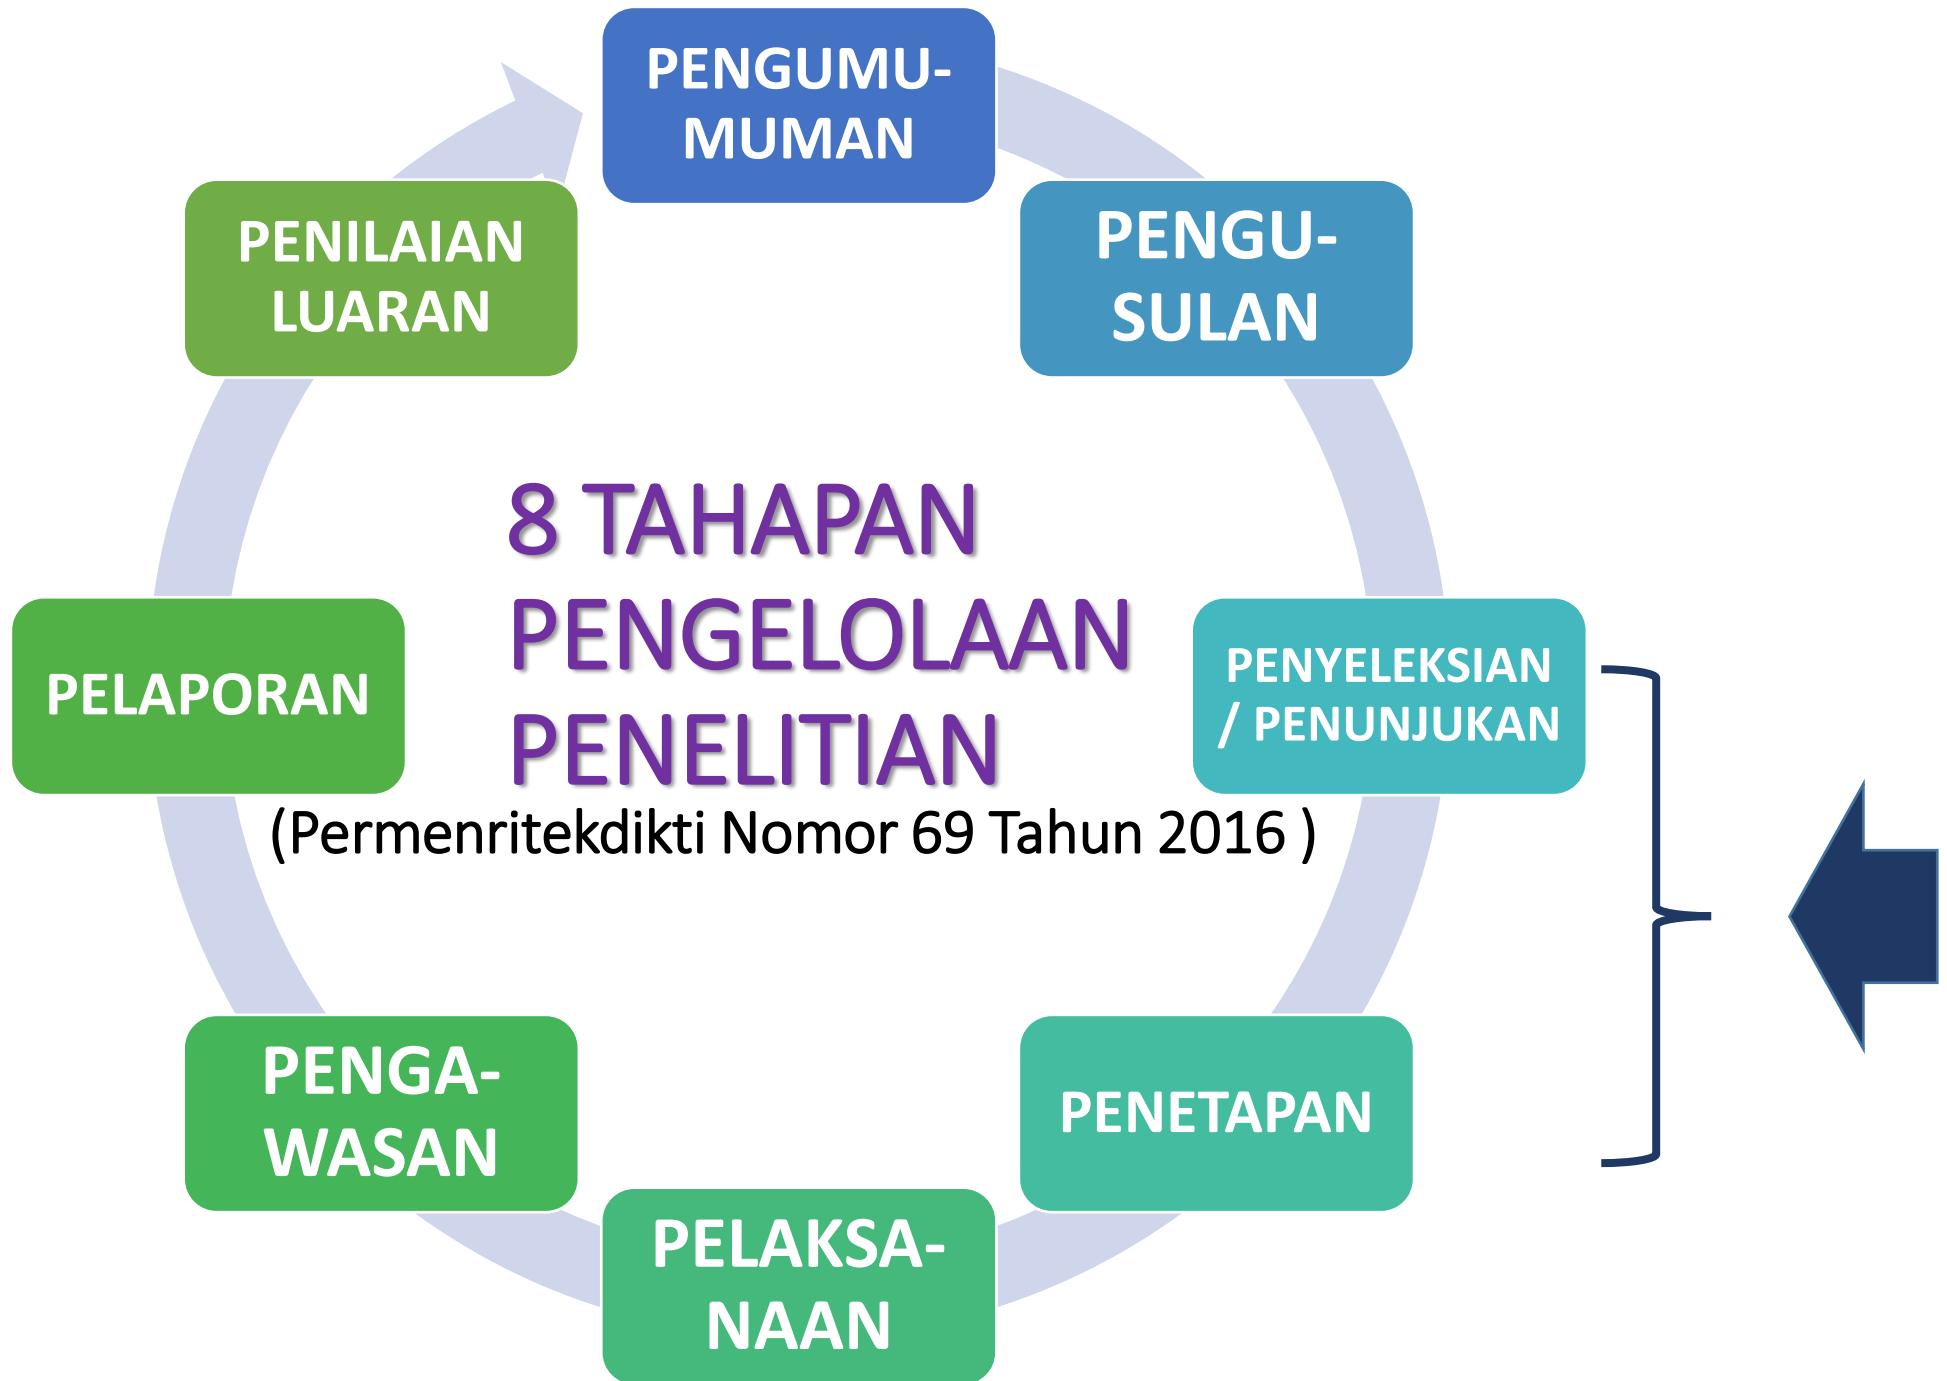 PENGUMU-
MUMAN
PENGU-
SULAN
PENYELEKSIAN
/ PENUNJUKAN
PENETAPAN
PELAKSA-
NAAN
PENGA-
WASAN
PELAPORAN
PENILAIAN
LUARAN
8 TAHAPAN
PENGELOLAAN
PENELITIAN
(Permenritekdikti Nomor 69 Tahun 2016 )